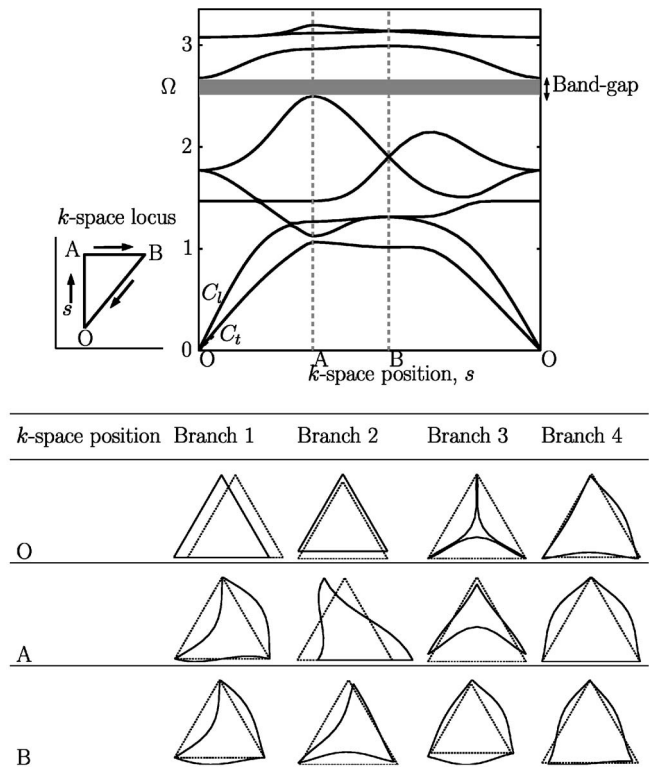 3
Ω
Band-gap
2
k-space locus
A
B
s
O
1
C_l
C_t
0
O
A
B
O
k-space position, s
k-space position Branch 1 Branch 2 Branch 3 Branch 4
O
A
B